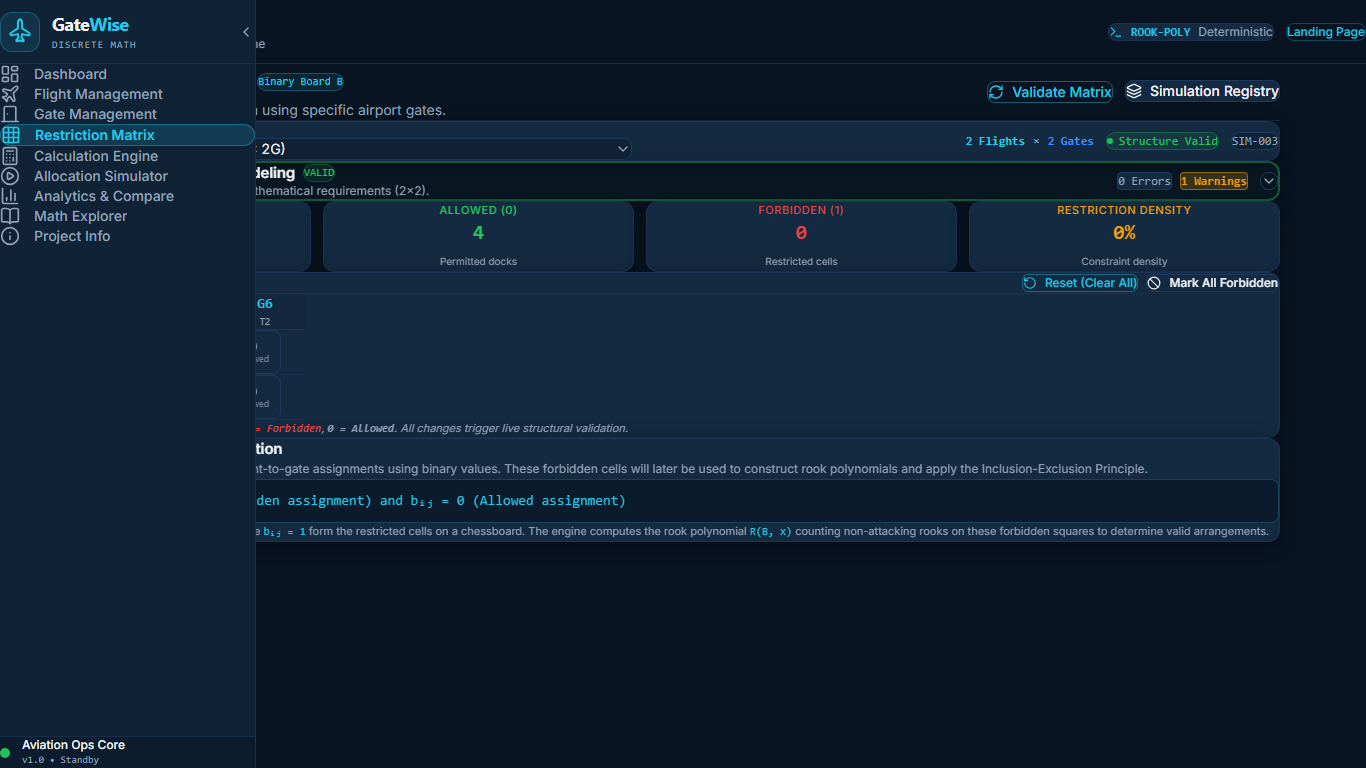 GateWise
DISCRETE MATH
Dashboard
Flight Management
Gate Management
Restriction Matrix
Calculation Engine
Allocation Simulator
Analytics & Compare
Math Explorer
Project Info
Aviation Ops Core
v1.0 • Standby
>_ ROOK-POLY Deterministic
Landing Page
Binary Board B
using specific airport gates.
Validate Matrix
Simulation Registry
2G)
2 Flights × 2 Gates
Structure Valid
SIM-003
deling VALID
thematical requirements (2×2).
0 Errors
1 Warnings
ALLOWED (0)
4
Permitted docks
FORBIDDEN (1)
0
Restricted cells
RESTRICTION DENSITY
0%
Constraint density
Reset (Clear All)
Mark All Forbidden
G6
T2
wed
wed
= Forbidden, 0 = Allowed. All changes trigger live structural validation.
tion
nt-to-gate assignments using binary values. These forbidden cells will later be used to construct rook polynomials and apply the Inclusion-Exclusion Principle.
den assignment) and bᵢⱼ = 0 (Allowed assignment)
e bᵢⱼ = 1 form the restricted cells on a chessboard. The engine computes the rook polynomial R(B, x) counting non-attacking rooks on these forbidden squares to determine valid arrangements.